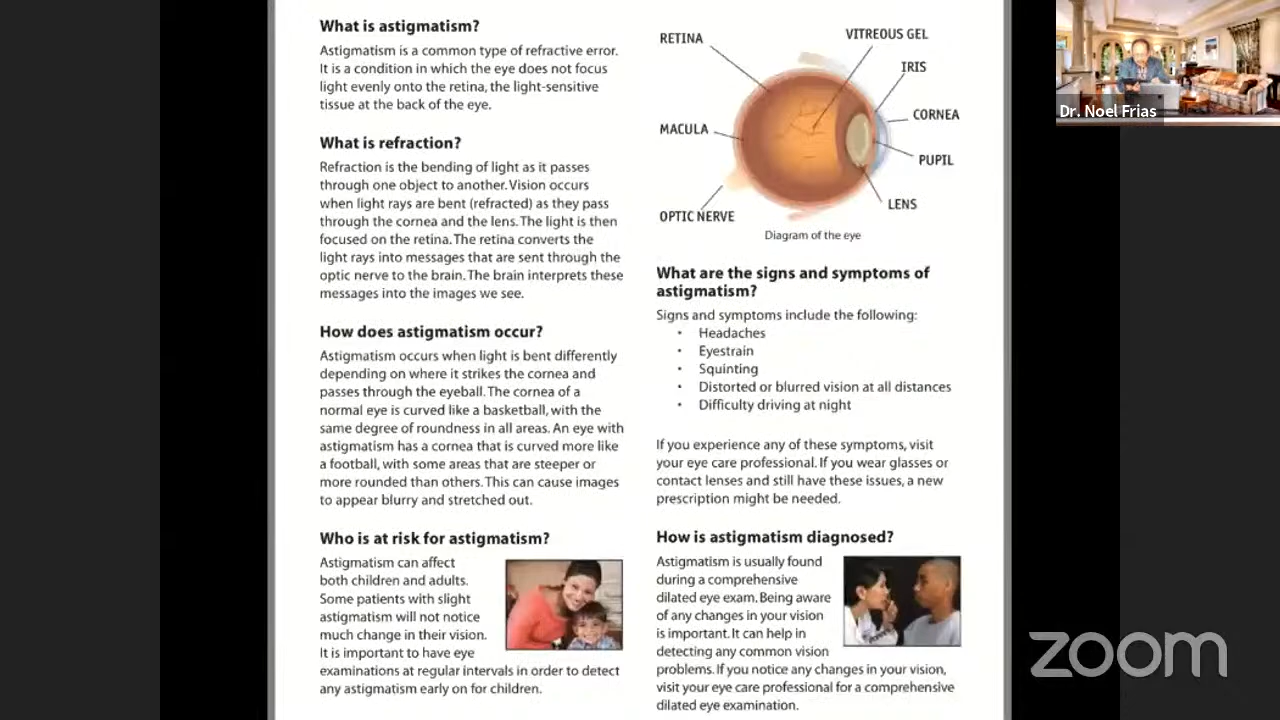 What is astigmatism?
Astigmatism is a common type of refractive error.
It is a condition in which the eye does not focus
light evenly onto the retina, the light-sensitive
tissue at the back of the eye.
What is refraction?
Refraction is the bending of light as it passes
through one object to another. Vision occurs
when light rays are bent (refracted) as they pass
through the cornea and the lens. The light is then
focused on the retina. The retina converts the
light rays into messages that are sent through the
optic nerve to the brain. The brain interprets these
messages into the images we see.
How does astigmatism occur?
Astigmatism occurs when light is bent differently
depending on where it strikes the cornea and
passes through the eyeball. The cornea of a
normal eye is curved like a basketball, with the
same degree of roundness in all areas. An eye with
astigmatism has a cornea that is curved more like
a football, with some areas that are steeper or
more rounded than others. This can cause images
to appear blurry and stretched out.
Who is at risk for astigmatism?
Astigmatism can affect
both children and adults.
Some patients with slight
astigmatism will not notice
much change in their vision.
It is important to have eye
examinations at regular intervals in order to detect
any astigmatism early on for children.
RETINA
VITREOUS GEL
IRIS
CORNEA
MACULA
PUPIL
LENS
OPTIC NERVE
Diagram of the eye
What are the signs and symptoms of
astigmatism?
Signs and symptoms include the following:
• Headaches
• Eyestrain
• Squinting
• Distorted or blurred vision at all distances
• Difficulty driving at night
If you experience any of these symptoms, visit
your eye care professional. If you wear glasses or
contact lenses and still have these issues, a new
prescription might be needed.
How is astigmatism diagnosed?
Astigmatism is usually found
during a comprehensive
dilated eye exam. Being aware
of any changes in your vision
is important. It can help in
detecting any common vision
problems. If you notice any changes in your vision,
visit your eye care professional for a comprehensive
dilated eye examination.
Dr. Noel Frias
zoom